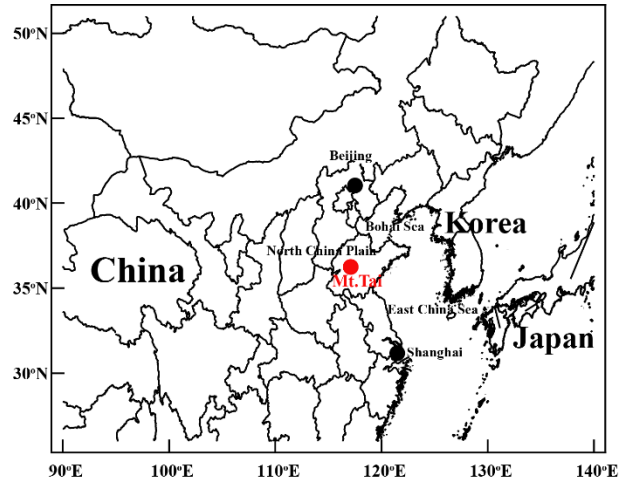 50°N
45°N
Beijing
40°N
Bohai Sea
Korea
North China Plain
China
Mt.Tai
35°N
East China Sea
Japan
Shanghai
30°N
90°E 100°E 110°E 120°E 130°E 140°E